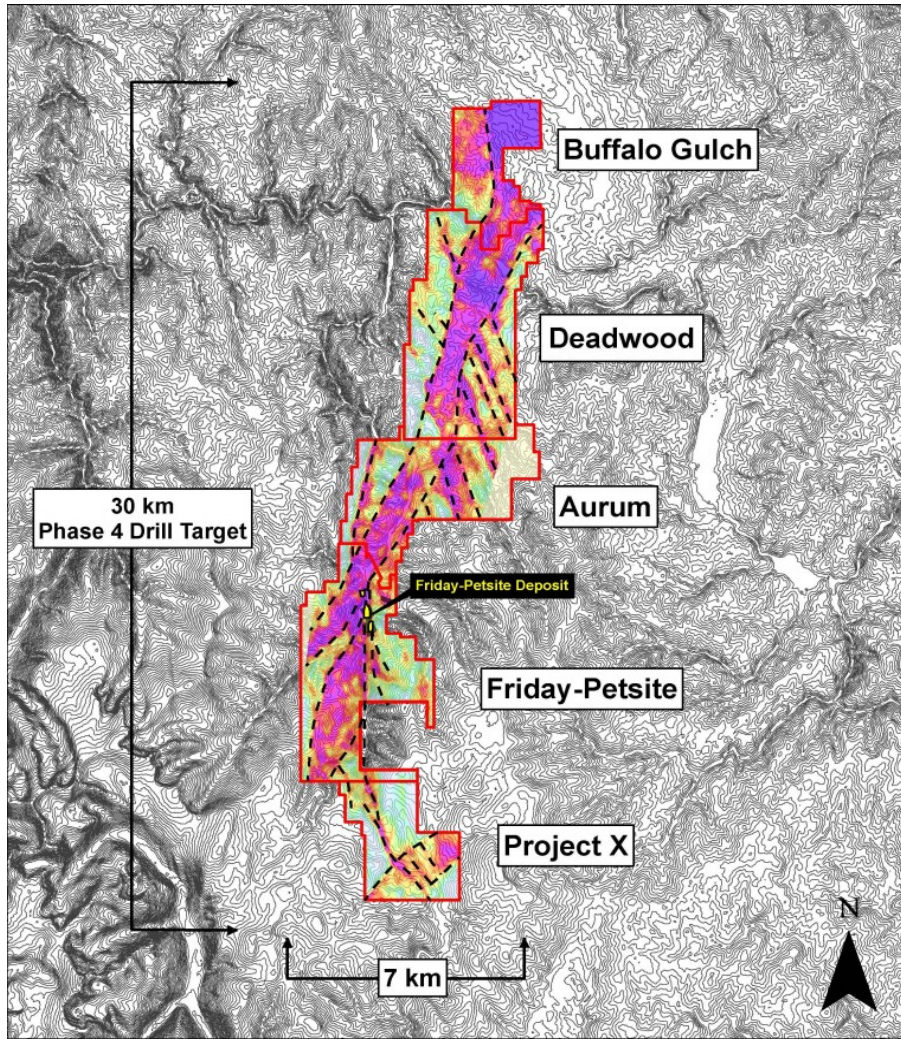 Buffalo Gulch
Deadwood
30 km
Phase 4 Drill Target
Aurum
Friday-Petsite Deposit
Friday-Petsite
Project X
N
7 km